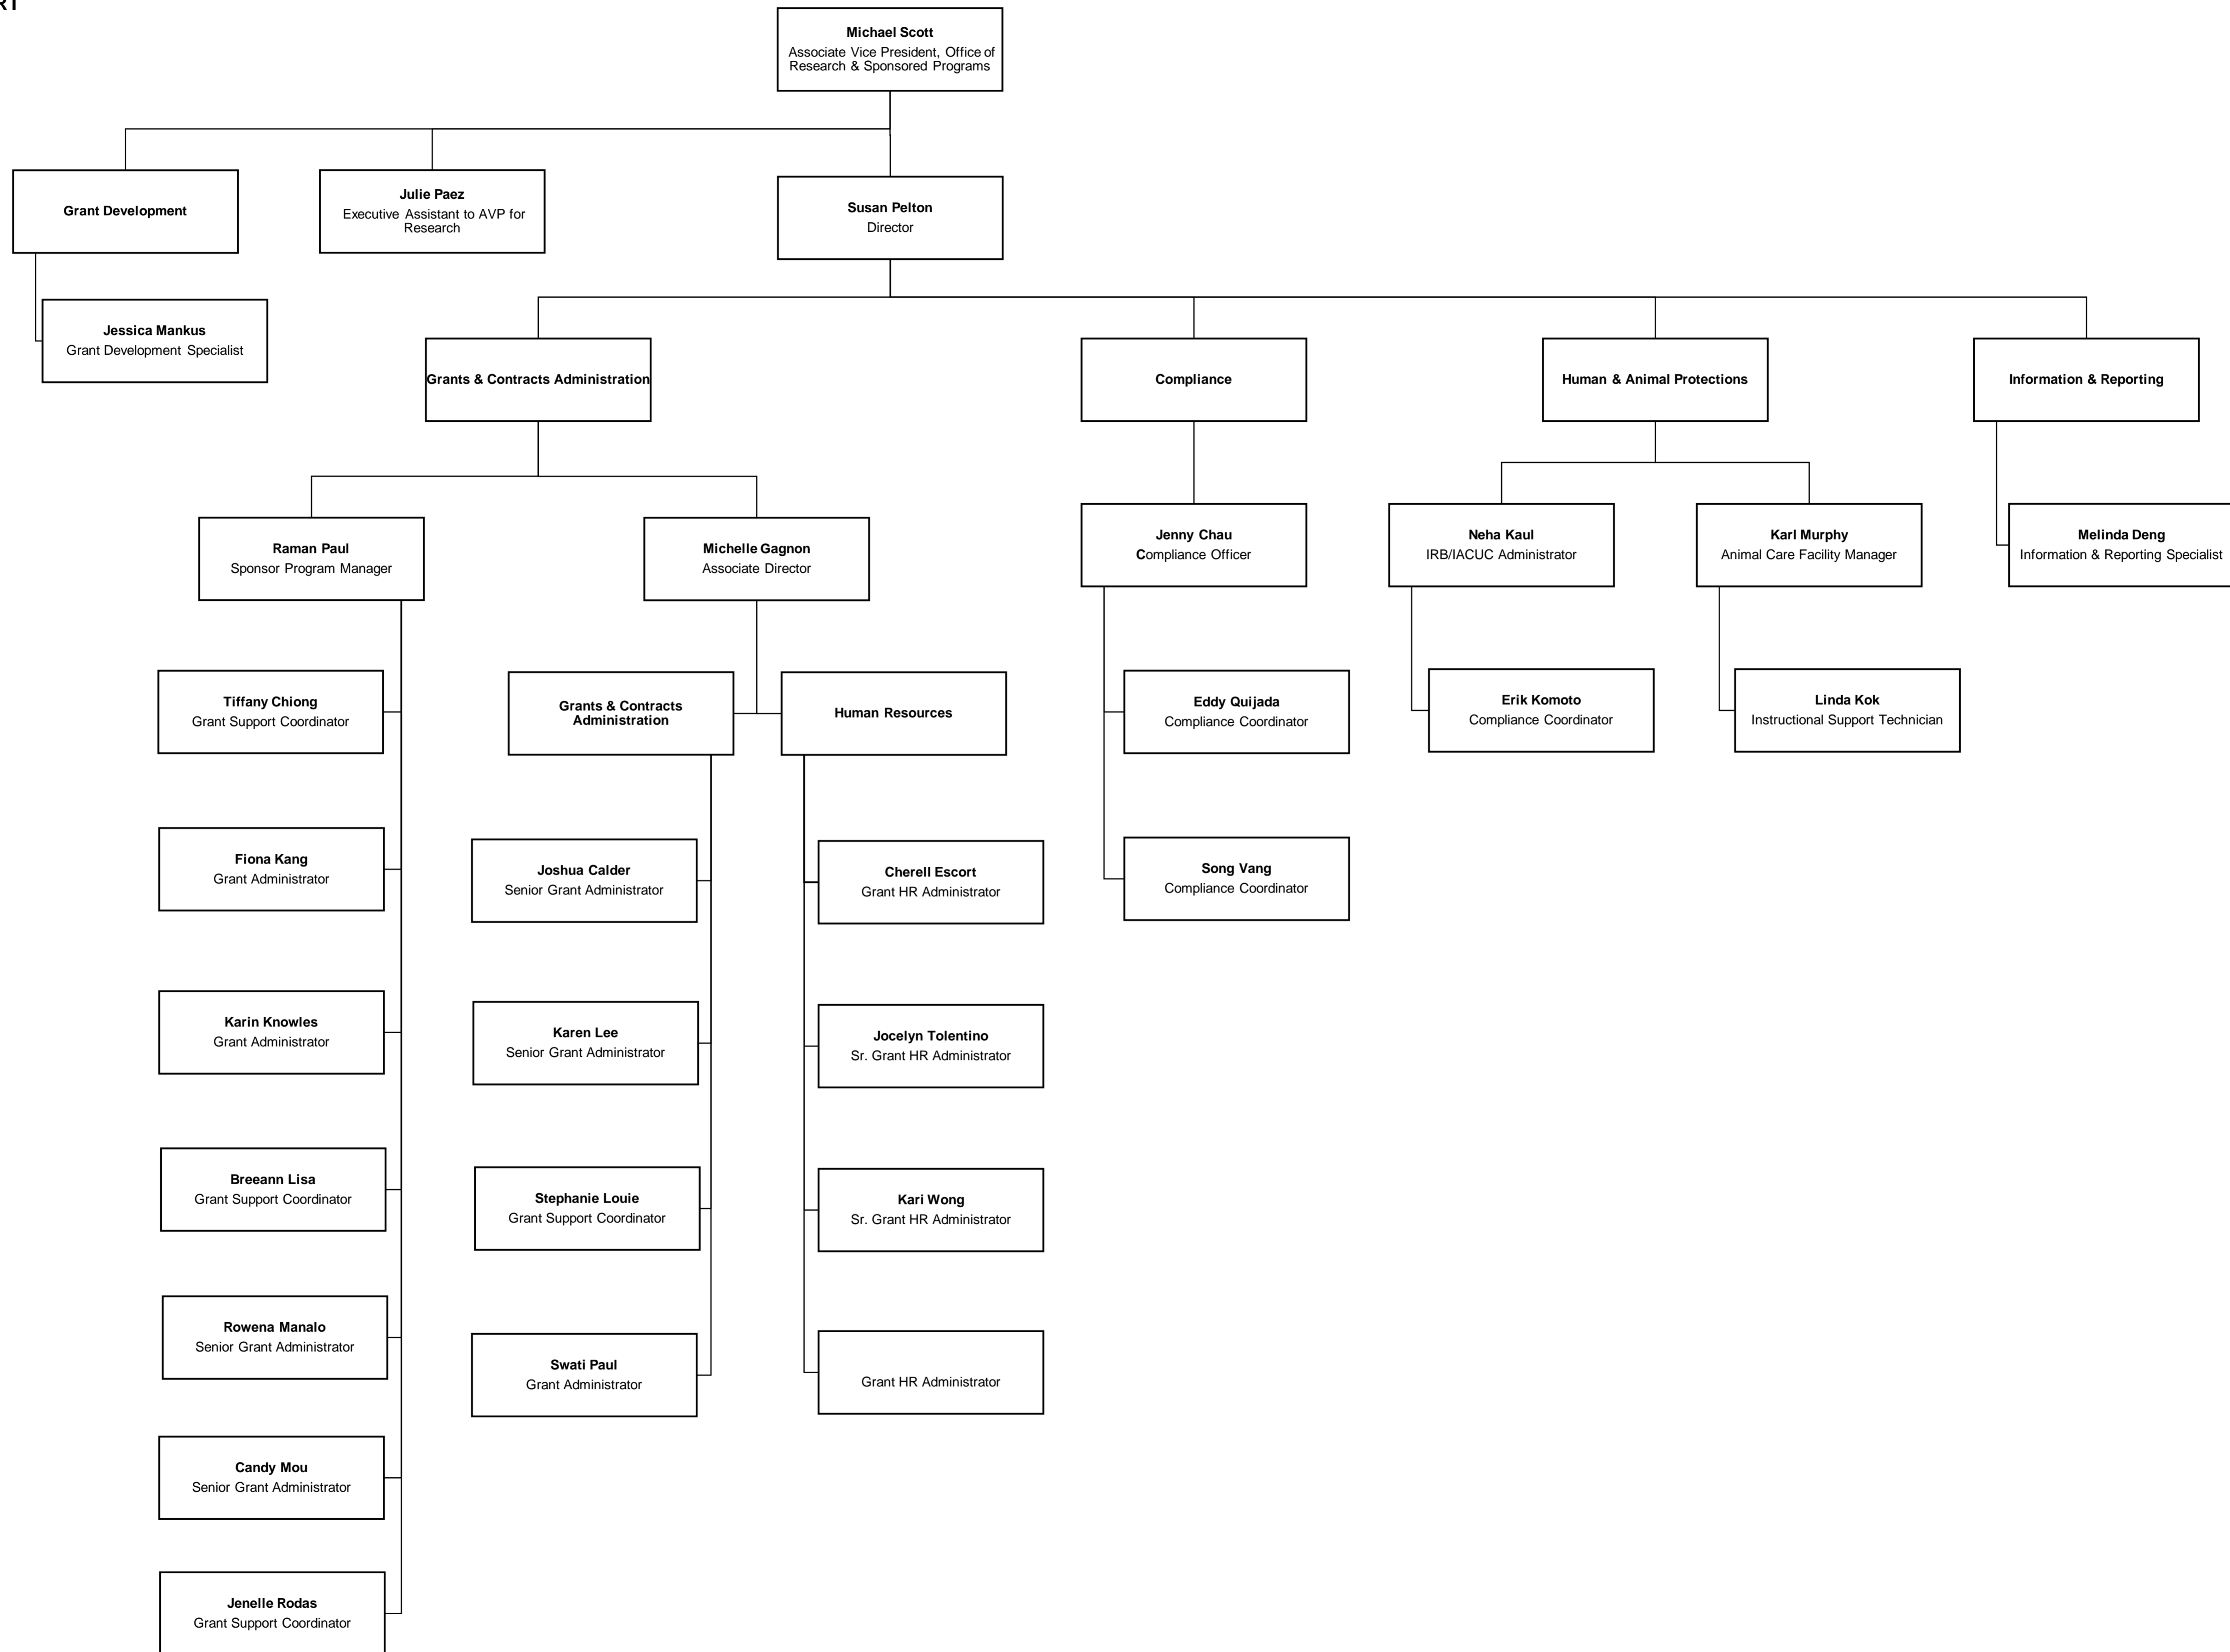 Michael Scott
Associate Vice President, Office of
Research & Sponsored Programs
Grant Development
Julie Paez
Executive Assistant to AVP for
Research
Susan Pelton
Director
Jessica Mankus
Grant Development Specialist
Grants & Contracts Administration
Compliance
Human & Animal Protections
Information & Reporting
Raman Paul
Sponsor Program Manager
Michelle Gagnon
Associate Director
Jenny Chau
Compliance Officer
Neha Kaul
IRB/IACUC Administrator
Karl Murphy
Animal Care Facility Manager
Melinda Deng
Information & Reporting Specialist
Tiffany Chiong
Grant Support Coordinator
Grants & Contracts
Administration
Human Resources
Eddy Quijada
Compliance Coordinator
Erik Komoto
Compliance Coordinator
Linda Kok
Instructional Support Technician
Fiona Kang
Grant Administrator
Joshua Calder
Senior Grant Administrator
Cherell Escort
Grant HR Administrator
Song Vang
Compliance Coordinator
Karin Knowles
Grant Administrator
Karen Lee
Senior Grant Administrator
Jocelyn Tolentino
Sr. Grant HR Administrator
Breeann Lisa
Grant Support Coordinator
Stephanie Louie
Grant Support Coordinator
Kari Wong
Sr. Grant HR Administrator
Rowena Manalo
Senior Grant Administrator
Swati Paul
Grant Administrator
Grant HR Administrator
Candy Mou
Senior Grant Administrator
Jenelle Rodas
Grant Support Coordinator